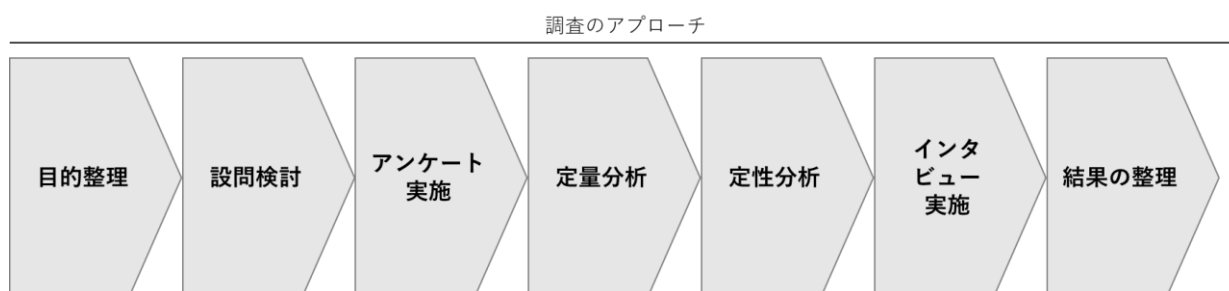 調査のアプローチ
目的整理
設問検討
アンケート
実施
定量分析
定性分析
インタ
ビュー
実施
結果の整理